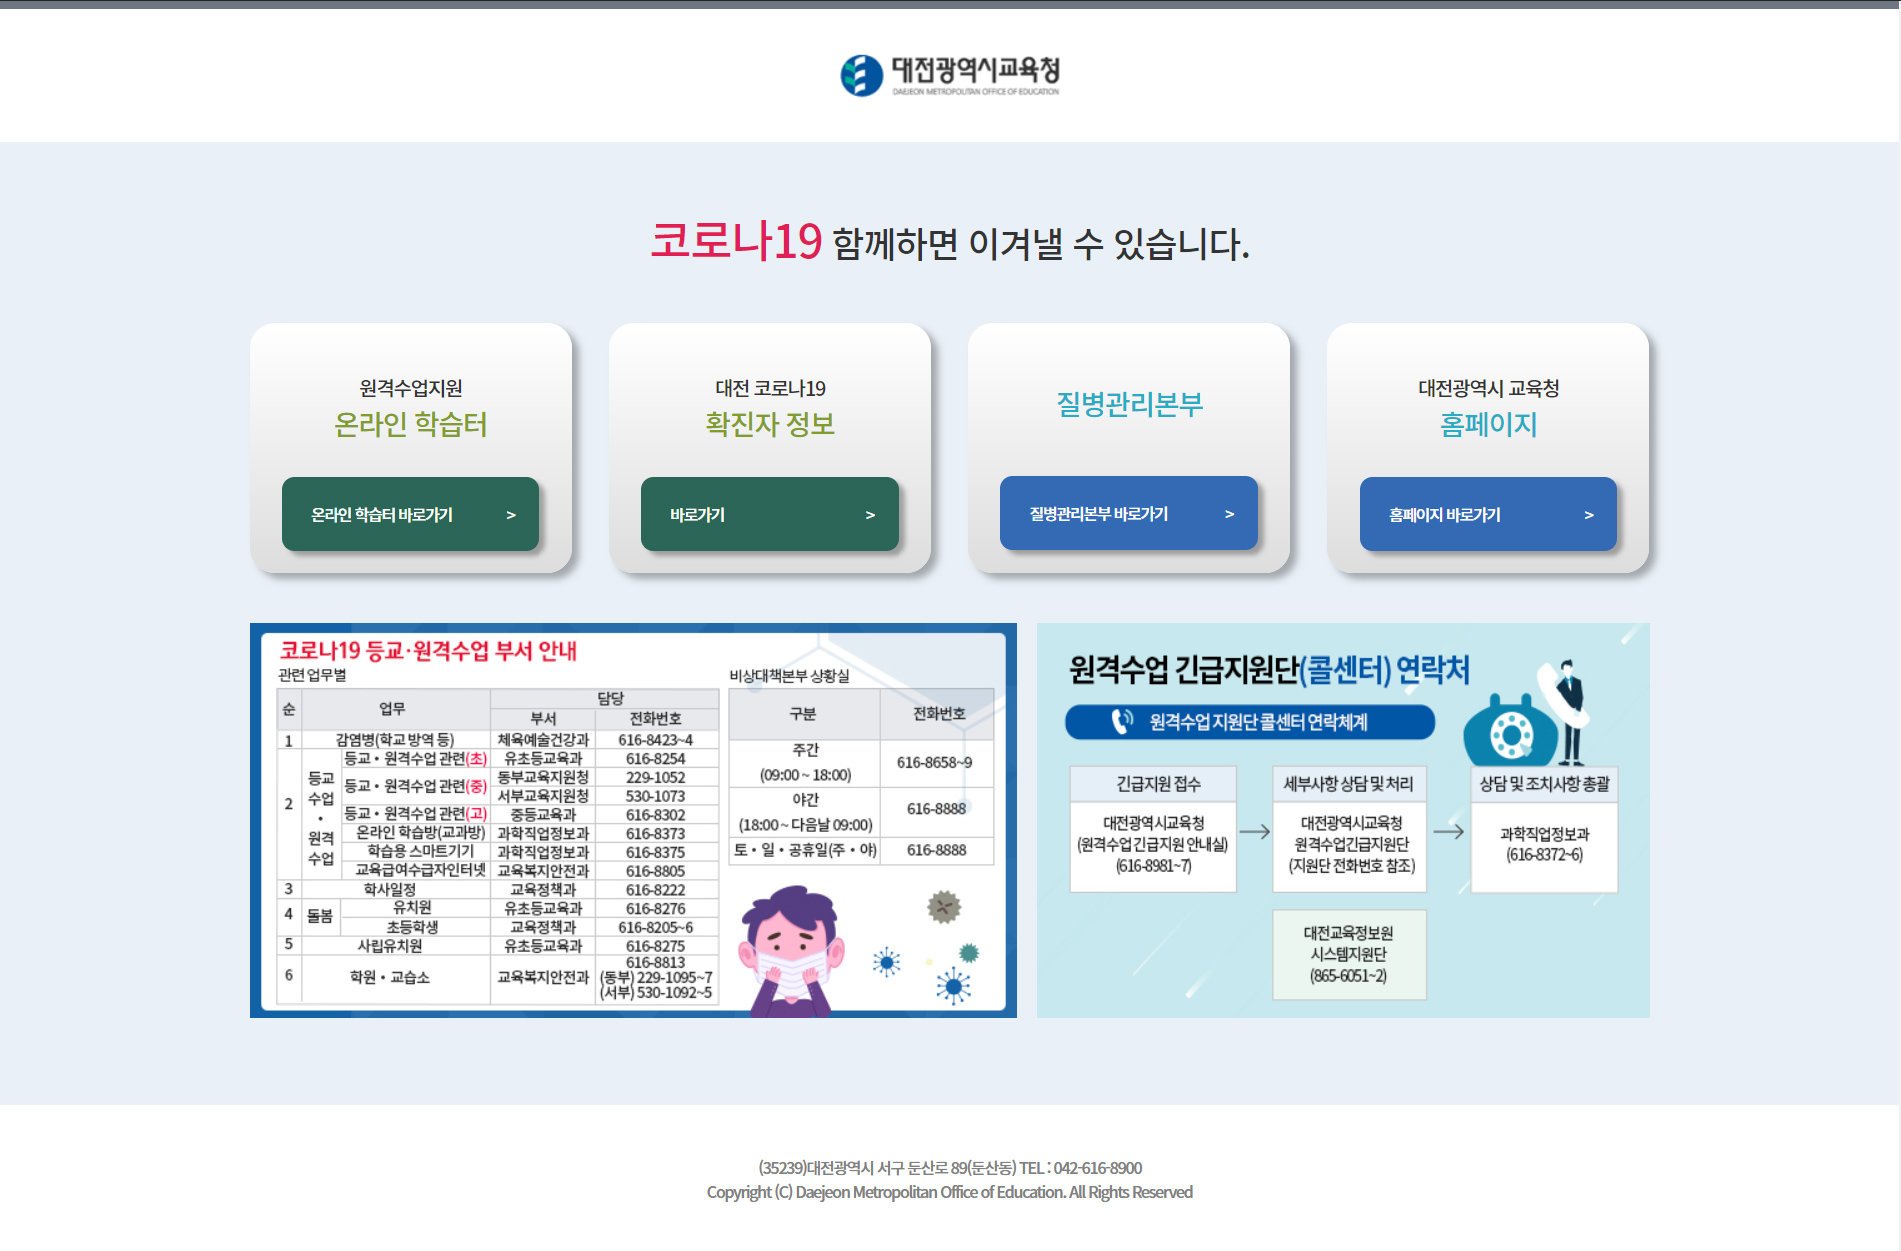 대전광역시교육청
DAEJEON METROPOLITAN OFFICE OF EDUCATION
코로나19 함께하면 이겨낼 수 있습니다.
원격수업지원
온라인 학습터
온라인 학습터 바로가기 >
대전 코로나19
확진자 정보
바로가기 >
질병관리본부
질병관리본부 바로가기 >
대전광역시 교육청
홈페이지
홈페이지 바로가기 >
코로나19 등교·원격수업 부서 안내
관련 업무별
순 업무 담당
부서 전화번호
1 감염병(학교 방역 등) 체육예술건강과 616-8423~4
2 등교수업・원격수업 등교・원격수업 관련(초) 유초등교육과 616-8254
등교・원격수업 관련(중) 동부교육지원청 229-1052
서부교육지원청 530-1073
등교・원격수업 관련(고) 중등교육과 616-8302
온라인 학습방(교과방) 과학직업정보과 616-8373
학습용 스마트기기 과학직업정보과 616-8375
교육급여수급자인터넷 교육복지안전과 616-8805
3 학사일정 교육정책과 616-8222
4 돌봄 유치원 유초등교육과 616-8276
초등학생 교육정책과 616-8205~6
5 사립유치원 유초등교육과 616-8275
6 학원・교습소 교육복지안전과 616-8813
(동부) 229-1095~7
(서부) 530-1092~5
비상대책본부 상황실
구분 전화번호
주간
(09:00 ~ 18:00) 616-8658~9
야간
(18:00 ~ 다음날 09:00) 616-8888
토・일・공휴일(주・야) 616-8888
원격수업 긴급지원단(콜센터) 연락처
원격수업 지원단 콜센터 연락체계
긴급지원 접수
대전광역시교육청
(원격수업 긴급지원 안내실)
(616-8981~7)
세부사항 상담 및 처리
대전광역시교육청
원격수업긴급지원단
(지원단 전화번호 참조)
상담 및 조치사항 총괄
과학직업정보과
(616-8372~6)
대전교육정보원
시스템지원단
(865-6051~2)
(35239)대전광역시 서구 둔산로 89(둔산동) TEL : 042-616-8900
Copyright (C) Daejeon Metropolitan Office of Education. All Rights Reserved